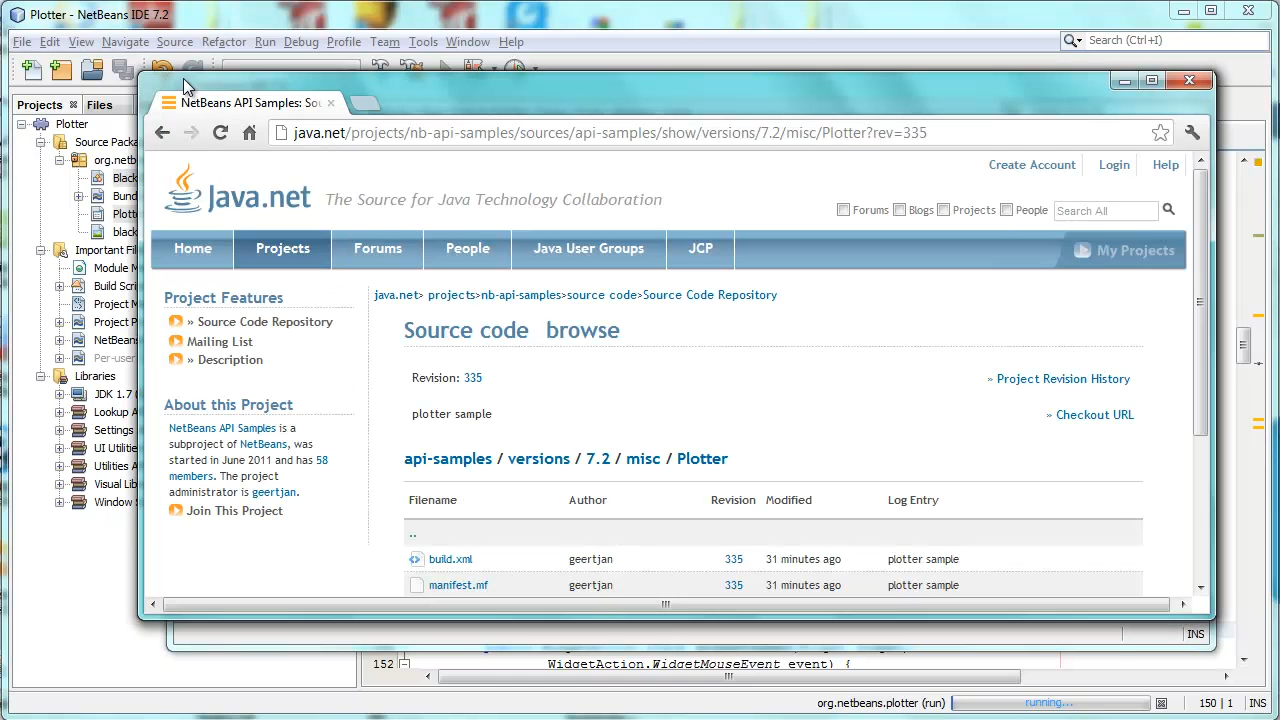 Plotter - NetBeans IDE 7.2
File Edit View Navigate Source Refactor Run Debug Profile Team Tools Window Help
Search (Ctrl+I)
Projects Files
Plotter
Source Packa
org.netbe
Black
Bund
Plotte
black
Important File
Module M
Build Scri
Project M
Project P
NetBeans
Per-user
Libraries
JDK 1.7 (
Lookup A
Settings
UI Utilities
Utilities A
Visual Libr
Window S
NetBeans API Samples: Sou
java.net/projects/nb-api-samples/sources/api-samples/show/versions/7.2/misc/Plotter?rev=335
Create Account Login Help
Java.net The Source for Java Technology Collaboration
Forums Blogs Projects People Search All
Home Projects Forums People Java User Groups JCP My Projects
Project Features
» Source Code Repository
Mailing List
» Description
About this Project
NetBeans API Samples is a
subproject of NetBeans, was
started in June 2011 and has 58
members. The project
administrator is geertjan.
Join This Project
java.net> projects>nb-api-samples>source code>Source Code Repository
Source code browse
Revision: 335
» Project Revision History
plotter sample
» Checkout URL
api-samples / versions / 7.2 / misc / Plotter
Filename Author Revision Modified Log Entry
..
build.xml geertjan 335 31 minutes ago plotter sample
manifest.mf geertjan 335 31 minutes ago plotter sample
INS
152 WidgetAction.WidgetMouseEvent event) {
org.netbeans.plotter (run) running... 150 | 1 INS